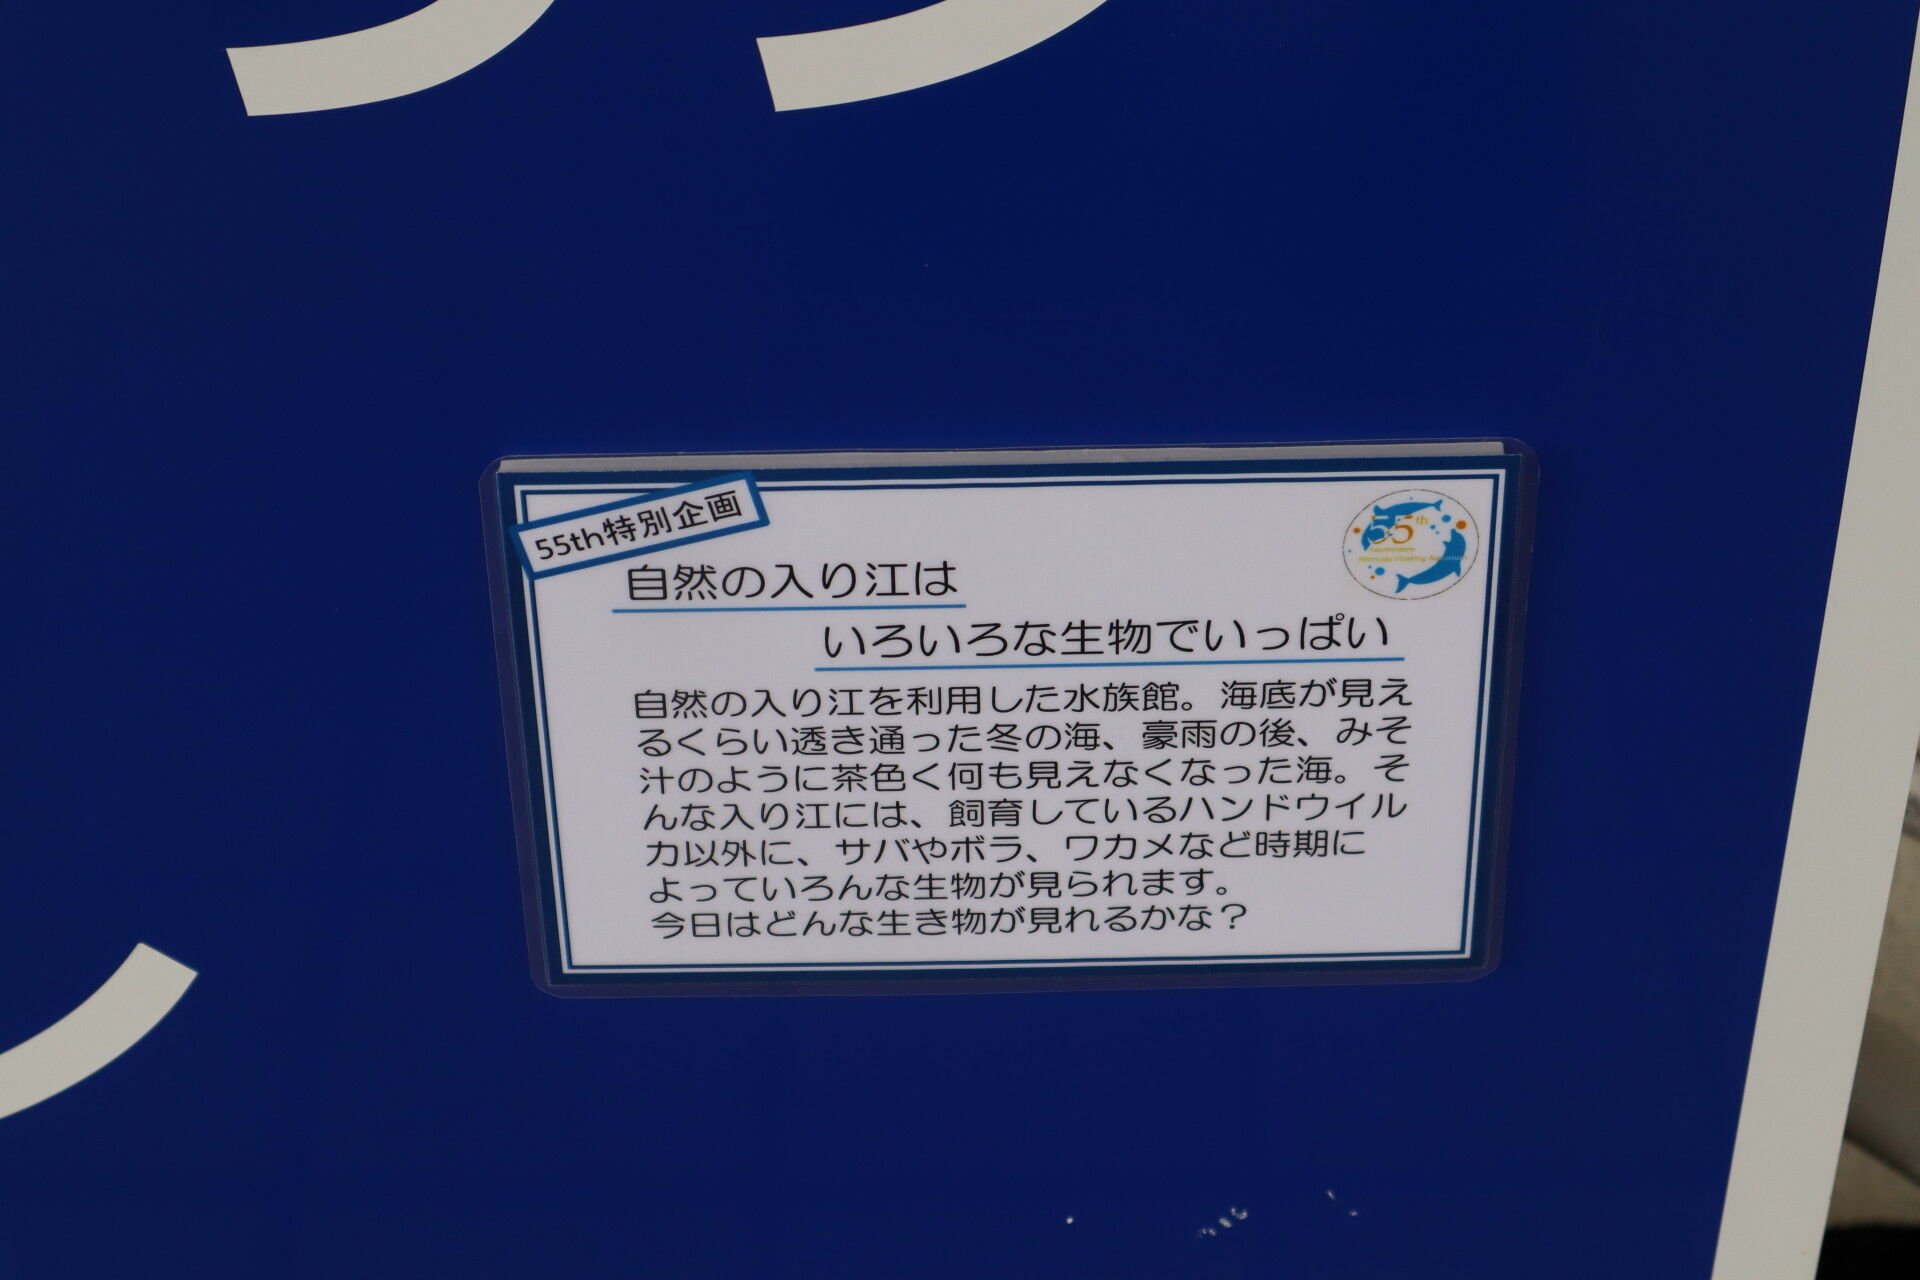 55th特別企画
自然の入り江は
いろいろな生物でいっぱい
自然の入り江を利用した水族館。海底が見え
るくらい透き通った冬の海、豪雨の後、みそ
汁のように茶色く何も見えなくなった海。そ
んな入り江には、飼育しているハンドウイル
カ以外に、サバやボラ、ワカメなど時期に
よっていろんな生物が見られます。
今日はどんな生き物が見れるかな？
55th
Anniversary
Shimoda Floating Aquarium